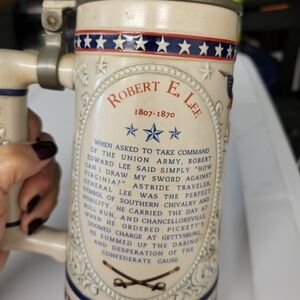 ROBERT E. LEE
1807-1870
WHEN ASKED TO TAKE COMMAND
OF THE UNION ARMY, ROBERT
EDWARD LEE SAID SIMPLY "HOW
CAN I DRAW MY SWORD AGAINST
VIRGINIA?" ASTRIDE TRAVELER,
GENERAL LEE WAS THE PERFECT
SYMBOL OF SOUTHERN CHIVALRY AND
NOBILITY, HE CARRIED THE DAY AT
BULL RUN, AND CHANCELLORSVILLE.
WHEN HE ORDERED PICKETT'S
DOOMED CHARGE AT GETTYSBURG,
HE SUMMED UP THE DARING
AND DESPERATION OF THE
CONFEDERATE CAUSE.